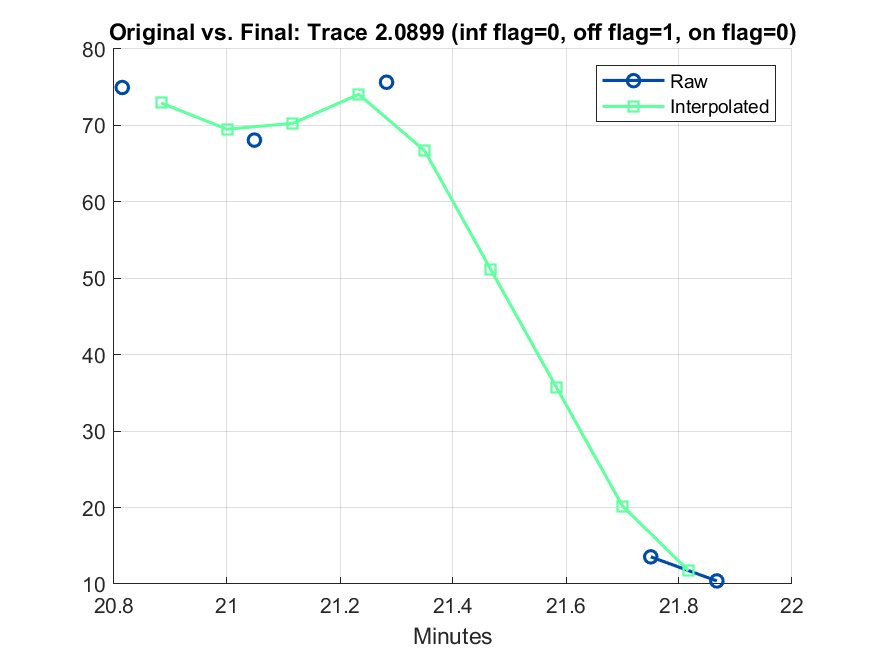 Original vs. Final: Trace 2.0899 (inf flag=0, off flag=1, on flag=0)
80
70
60
50
40
30
20
10
Raw
Interpolated
20.8 21 21.2 21.4 21.6 21.8 22
Minutes